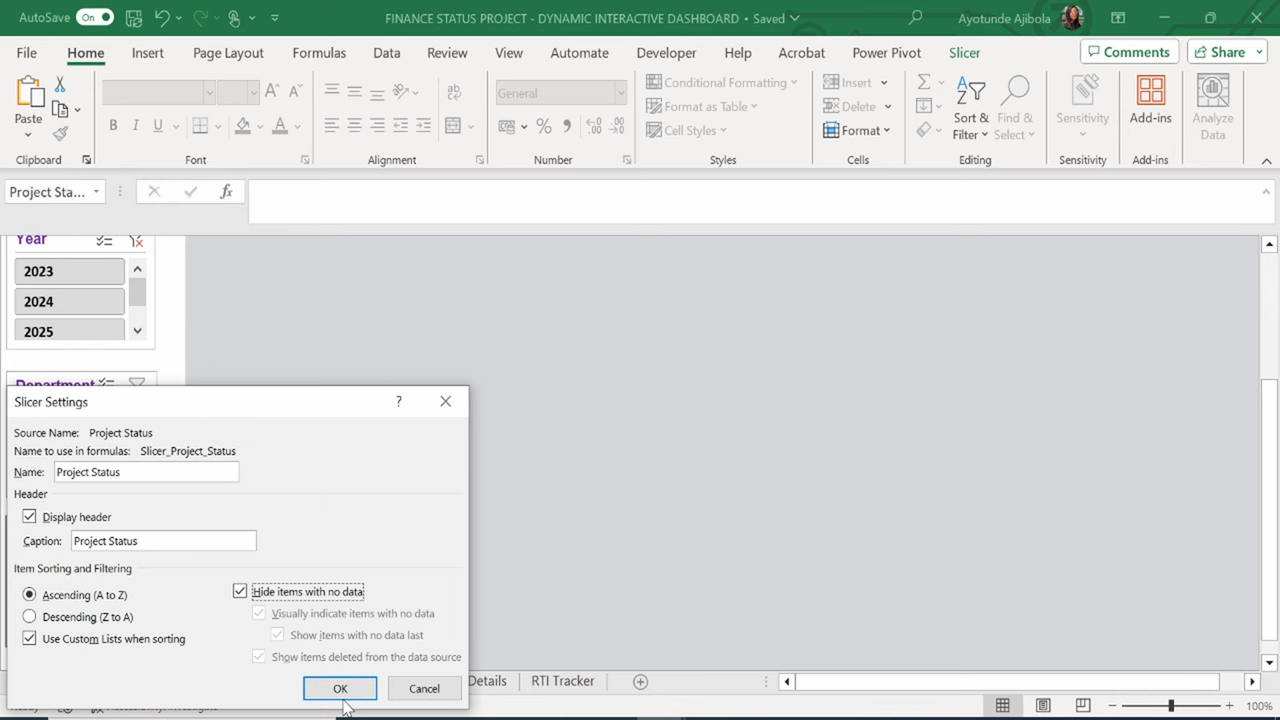 AutoSave On FINANCE STATUS PROJECT - DYNAMIC INTERACTIVE DASHBOARD • Saved Ayotunde Ajibola
File Home Insert Page Layout Formulas Data Review View Automate Developer Help Acrobat Power Pivot Slicer Comments Share
Paste
B I U A A A
General
% 9
Conditional Formatting
Format as Table
Cell Styles
Insert
Delete
Format
Sort & Filter
Find & Select
Sensitivity
Add-ins
Analyze Data
Clipboard Font Alignment Number Styles Cells Editing Sensitivity Add-ins
Project Sta... fx
Year
2023
2024
2025
Department
Slicer Settings ?
Source Name: Project Status
Name to use in formulas: Slicer_Project_Status
Name: Project Status
Header
Display header
Caption: Project Status
Item Sorting and Filtering
Ascending (A to Z)
Descending (Z to A)
Use Custom Lists when sorting
Hide items with no data
Visually indicate items with no data
Show items with no data last
Show items deleted from the data source
OK Cancel
Details RTI Tracker
100%